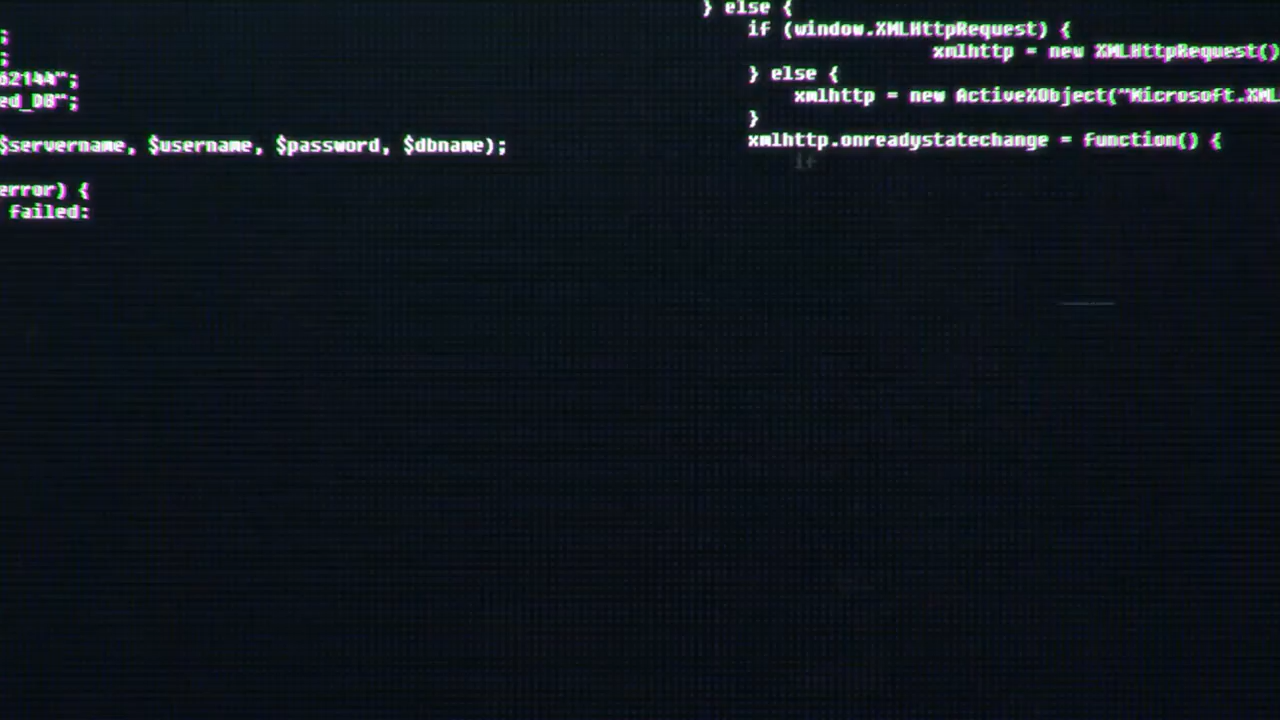 ;
;
62144";
ed_DB";
$servername, $username, $password, $dbname);
error) {
failed:
} else {
if (window.XMLHttpRequest) {
xmlhttp = new XMLHttpRequest()
} else {
xmlhttp = new ActiveXObject("Microsoft.XML
}
xmlhttp.onreadystatechange = function() {
if